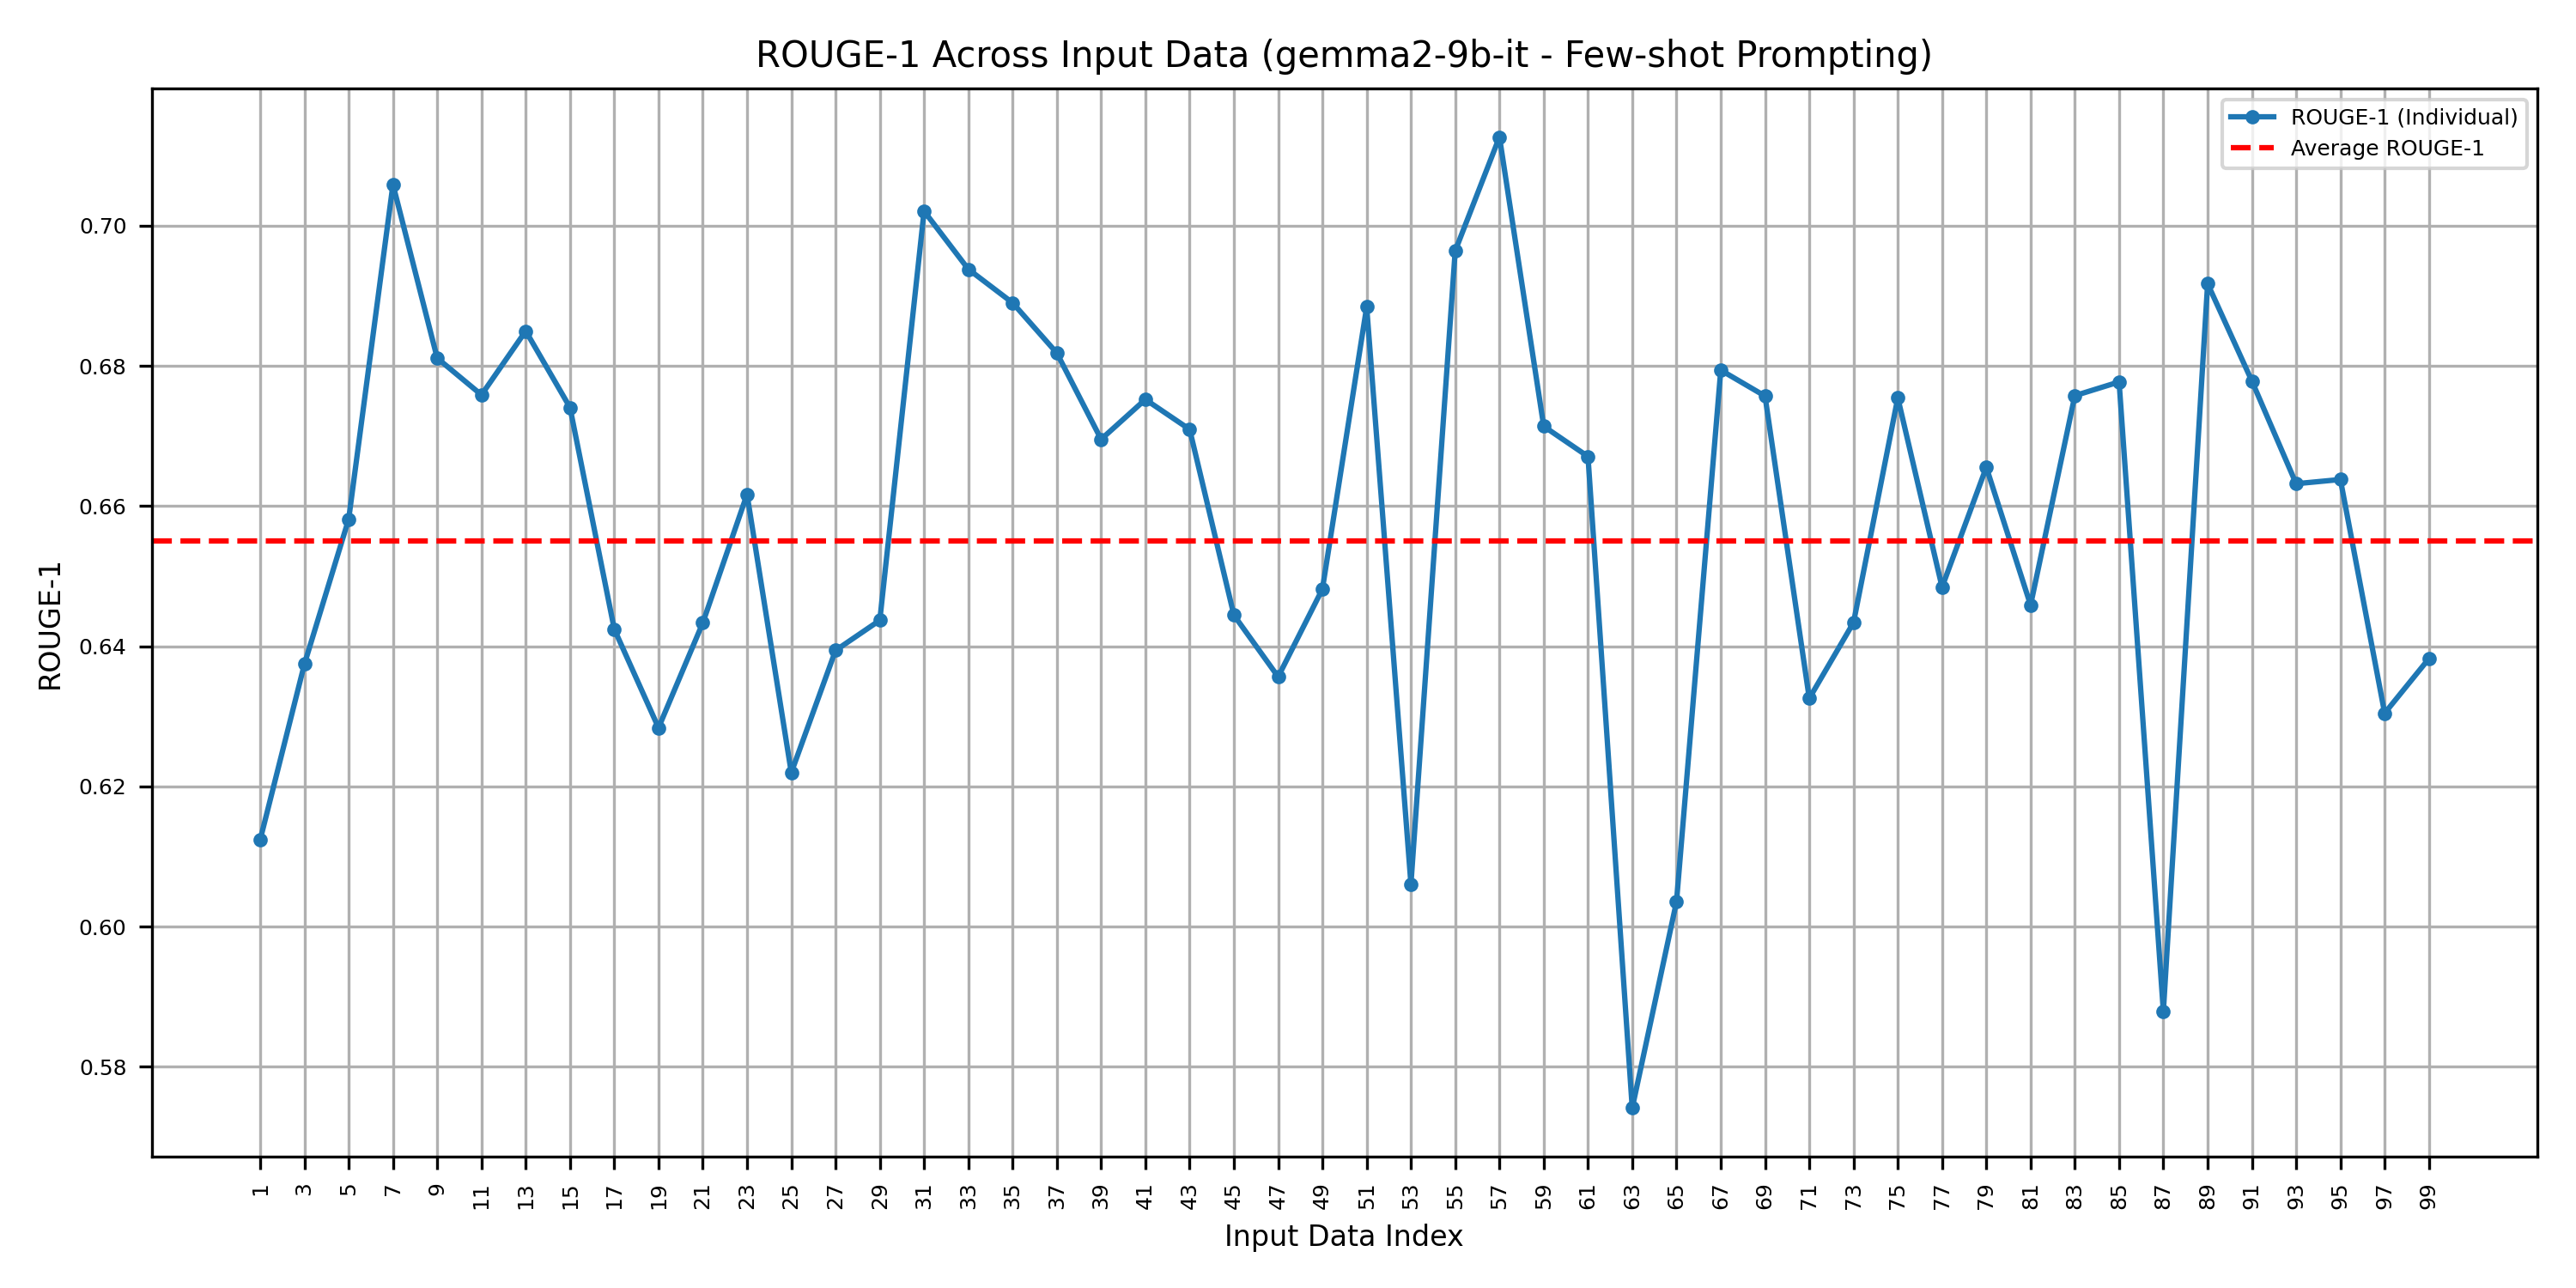 ROUGE-1 Across Input Data (gemma2-9b-it - Few-shot Prompting)
ROUGE-1 (Individual)
Average ROUGE-1
ROUGE-1
0.70
0.68
0.66
0.64
0.62
0.60
0.58
1 3 5 7 9 11 13 15 17 19 21 23 25 27 29 31 33 35 37 39 41 43 45 47 49 51 53 55 57 59 61 63 65 67 69 71 73 75 77 79 81 83 85 87 89 91 93 95 97 99
Input Data Index